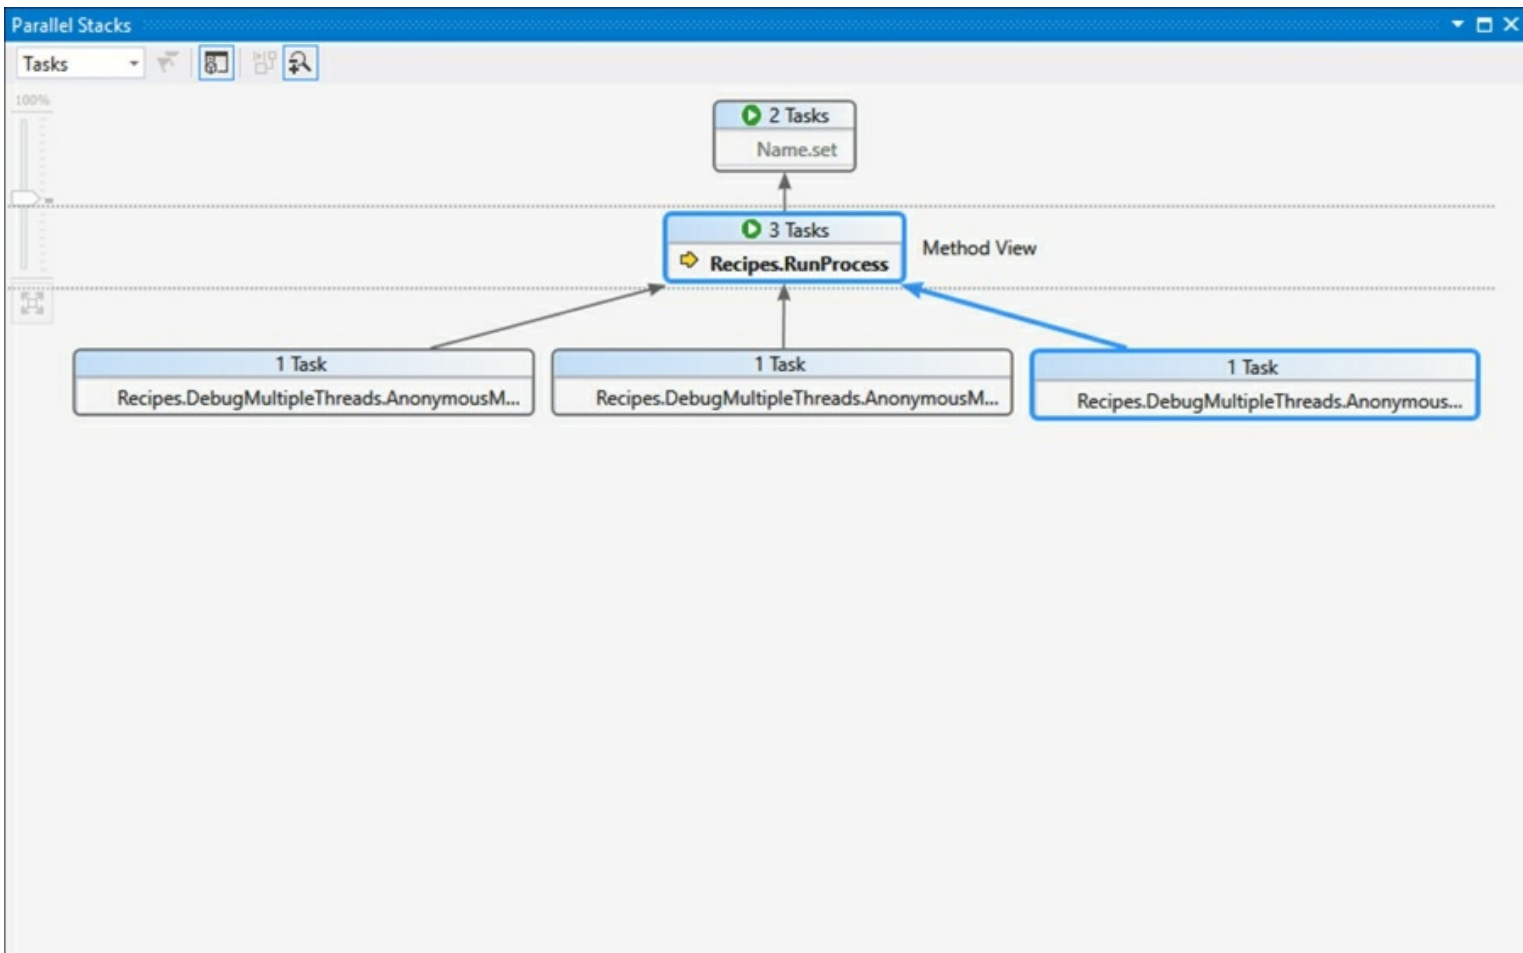 Parallel Stacks
Tasks
100%
2 Tasks
Name.set
3 Tasks
Recipes.RunProcess
Method View
1 Task
Recipes.DebugMultipleThreads.AnonymousM...
1 Task
Recipes.DebugMultipleThreads.AnonymousM...
1 Task
Recipes.DebugMultipleThreads.Anonymous...